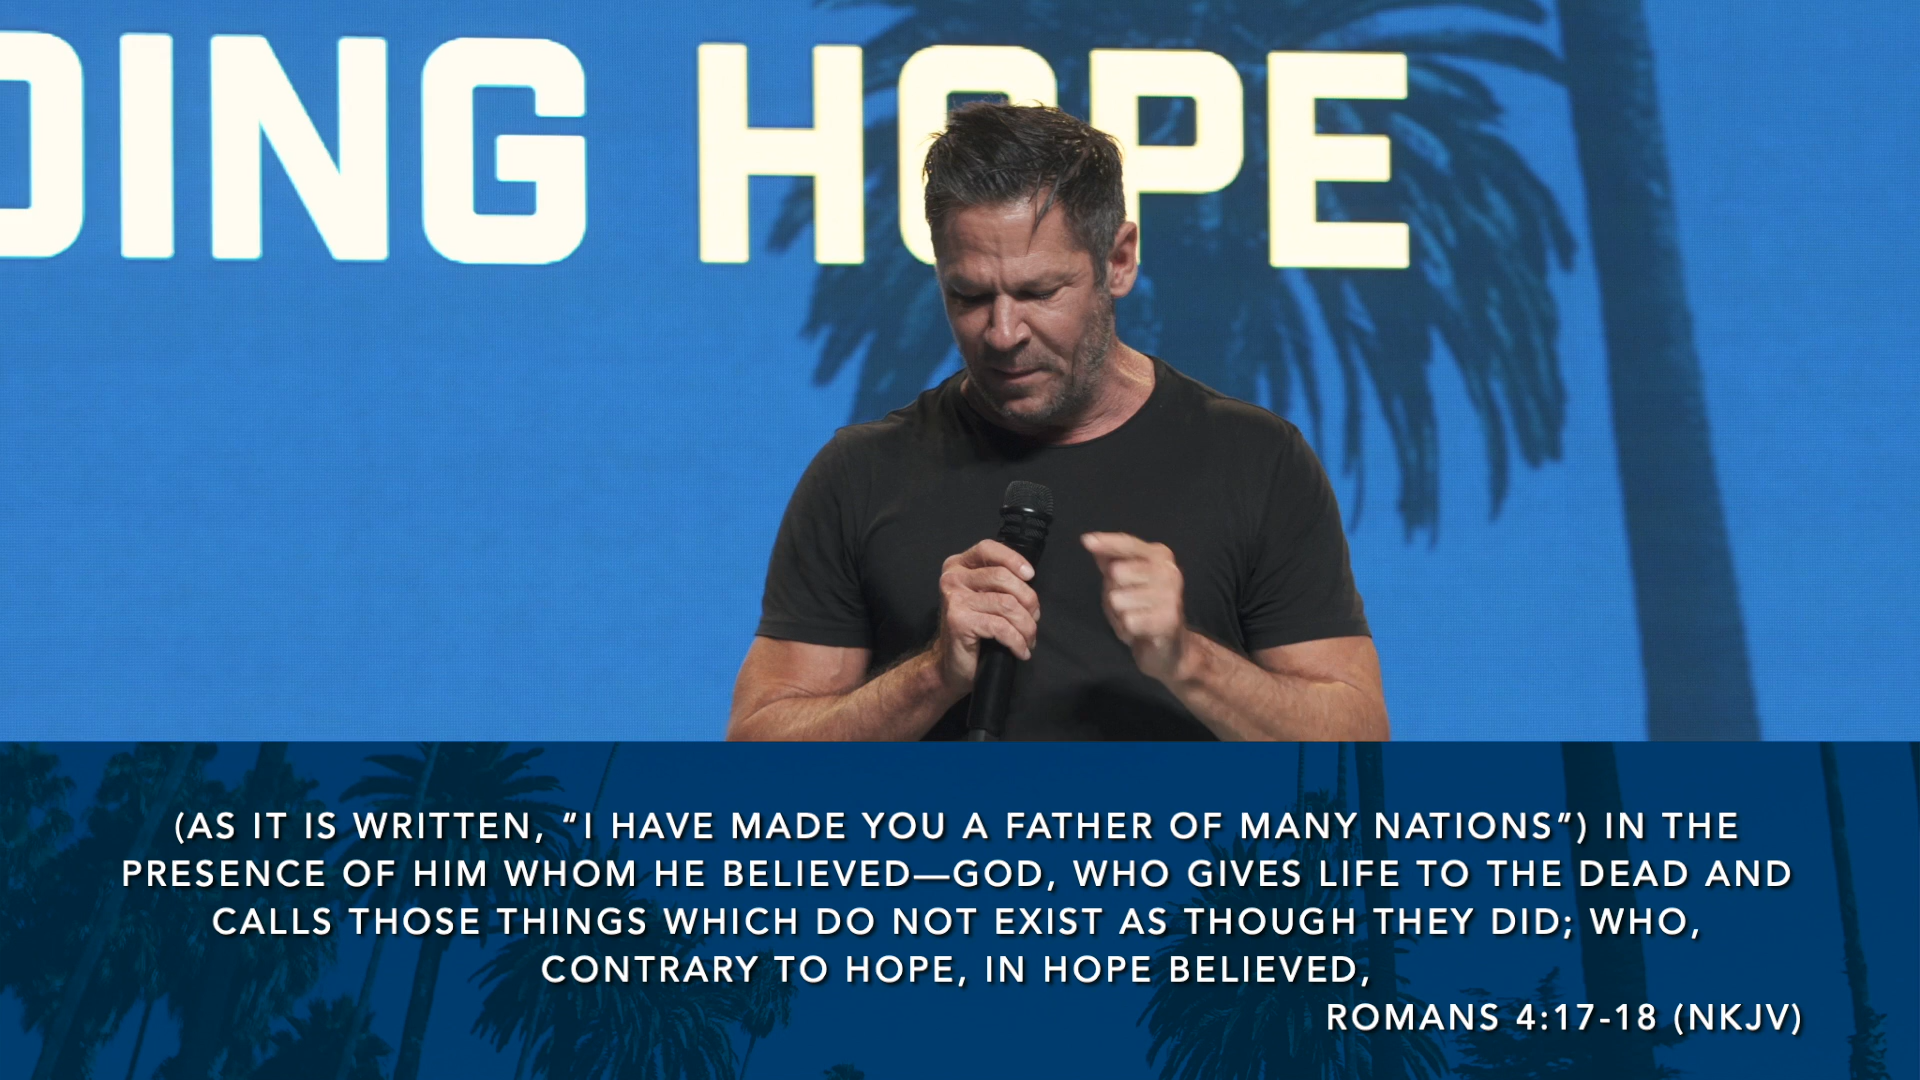 DING HOPE
(AS IT IS WRITTEN, “I HAVE MADE YOU A FATHER OF MANY NATIONS”) IN THE
PRESENCE OF HIM WHOM HE BELIEVED—GOD, WHO GIVES LIFE TO THE DEAD AND
CALLS THOSE THINGS WHICH DO NOT EXIST AS THOUGH THEY DID; WHO,
CONTRARY TO HOPE, IN HOPE BELIEVED,
ROMANS 4:17-18 (NKJV)